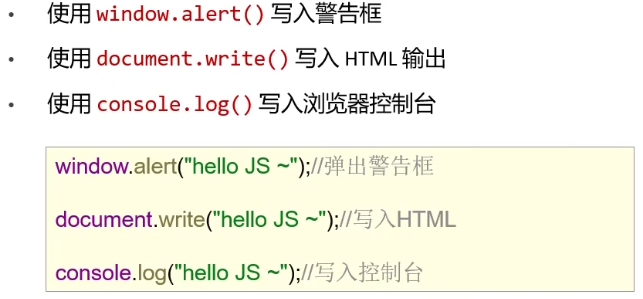 • 使用 window.alert() 写入警告框
• 使用 document.write() 写入 HTML 输出
• 使用 console.log() 写入浏览器控制台
window.alert("hello JS ~");//弹出警告框
document.write("hello JS ~");//写入HTML
console.log("hello JS ~");//写入控制台